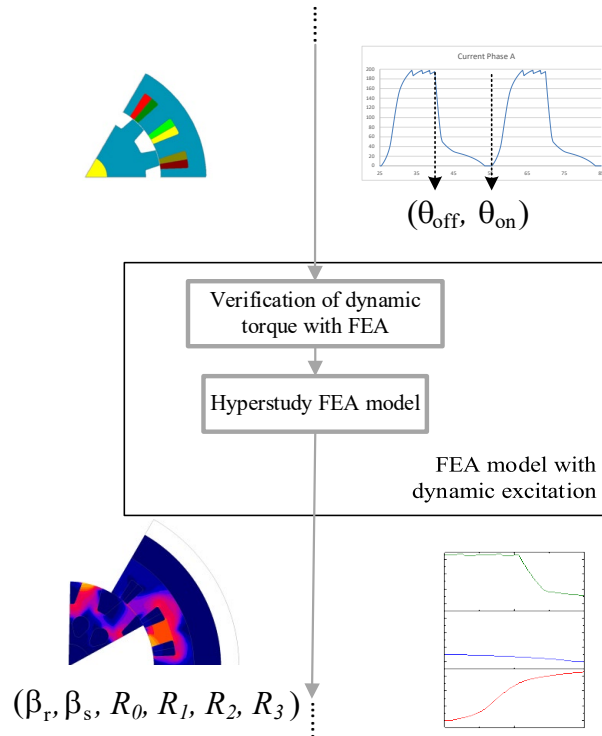 Current Phase A
200
180
160
140
120
100
80
60
40
20
0
25 35 45 55 65 75 85
(θoff, θon)
Verification of dynamic
torque with FEA
Hyperstudy FEA model
FEA model with
dynamic excitation
(βr, βs, R0, R1, R2, R3)